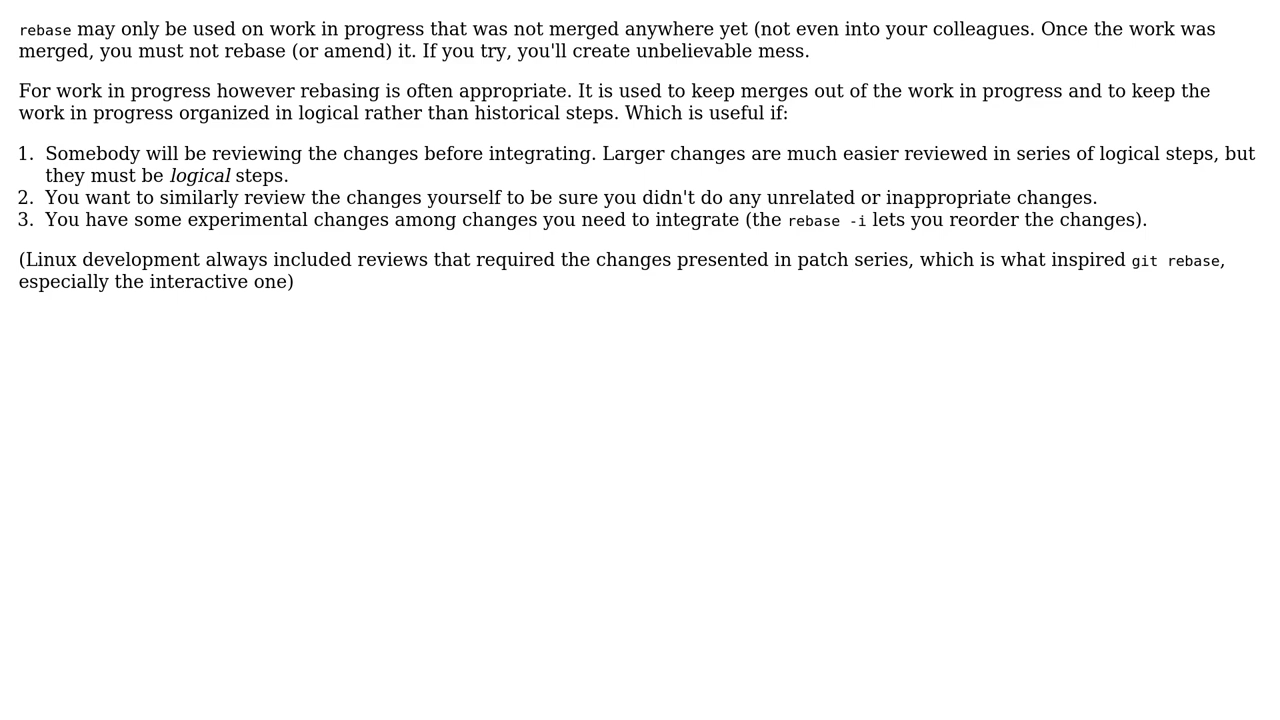 rebase may only be used on work in progress that was not merged anywhere yet (not even into your colleagues. Once the work was
merged, you must not rebase (or amend) it. If you try, you'll create unbelievable mess.
For work in progress however rebasing is often appropriate. It is used to keep merges out of the work in progress and to keep the
work in progress organized in logical rather than historical steps. Which is useful if:
1. Somebody will be reviewing the changes before integrating. Larger changes are much easier reviewed in series of logical steps, but
they must be logical steps.
2. You want to similarly review the changes yourself to be sure you didn't do any unrelated or inappropriate changes.
3. You have some experimental changes among changes you need to integrate (the rebase -i lets you reorder the changes).
(Linux development always included reviews that required the changes presented in patch series, which is what inspired git rebase,
especially the interactive one)